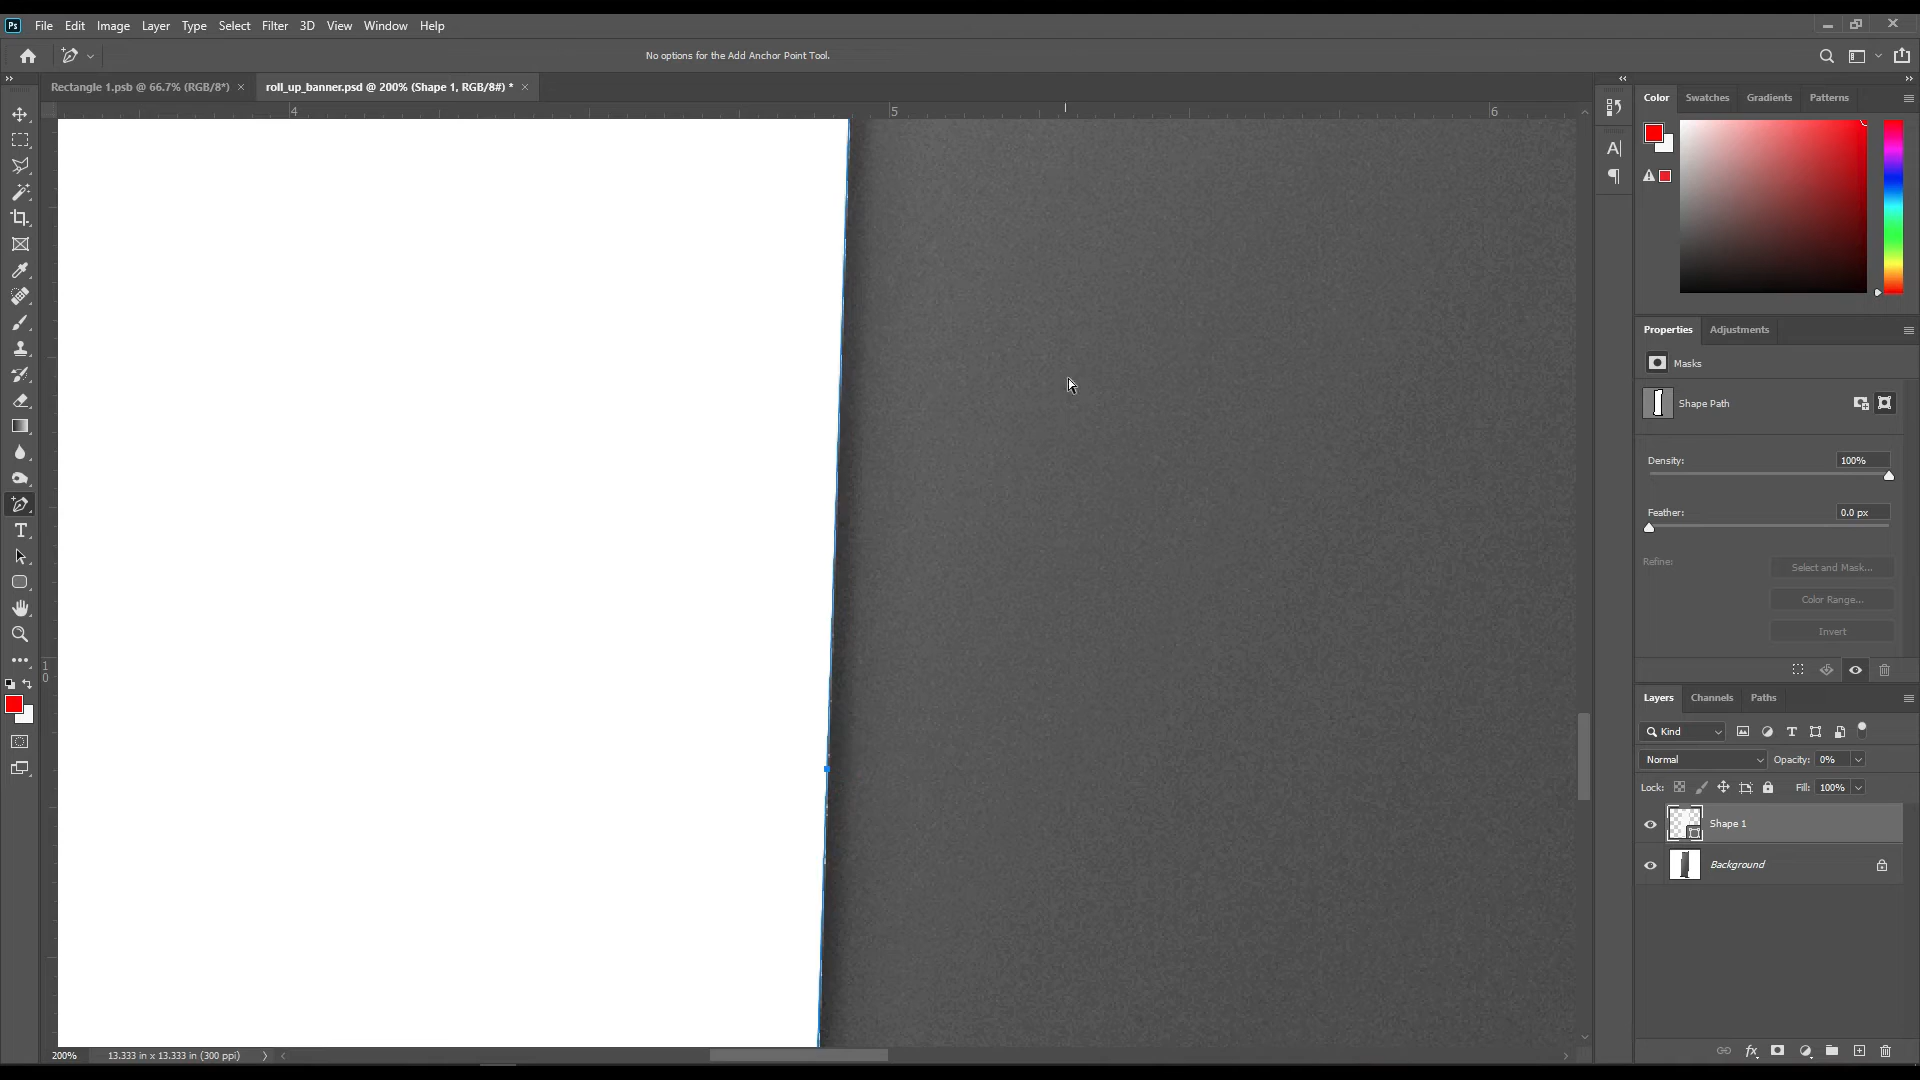 Ps File Edit Image Layer Type Select Filter 3D View Window Help
No options for the Add Anchor Point Tool.
Rectangle 1.psb @ 66.7% (RGB/8*) × roll_up_banner.psd @ 200% (Shape 1, RGB/8#) * ×
4 5 6
Color Swatches Gradients Patterns
Properties Adjustments
Masks
Shape Path
Density: 100%
Feather: 0.0 px
Refine: Select and Mask...
Color Range...
Invert
1
0
Layers Channels Paths
Kind
Normal Opacity: 0%
Lock: Fill: 100%
Shape 1
Background
fx
200% 13.333 in x 13.333 in (300 ppi)